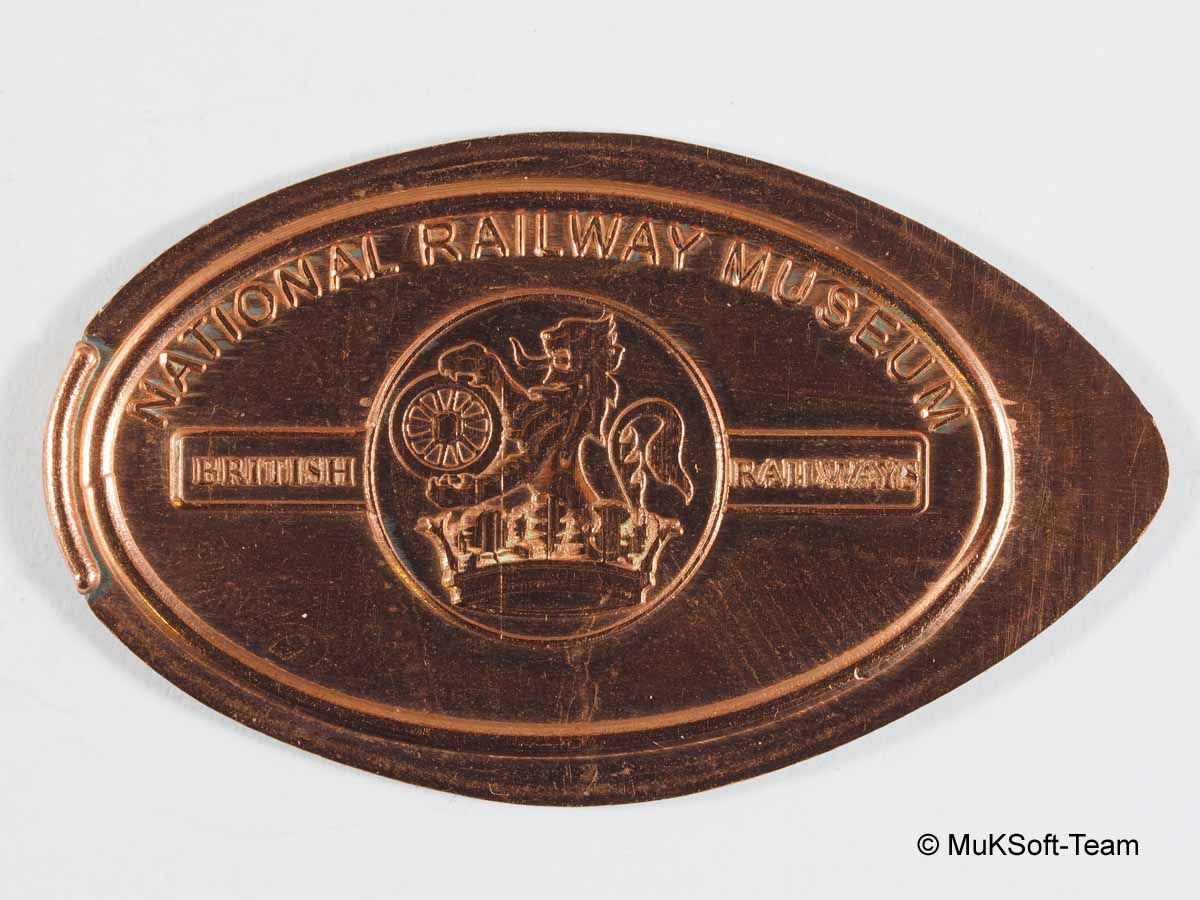 NATIONAL RAILWAY MUSEUM
BRITISH RAILWAYS
© MuKSoft-Team